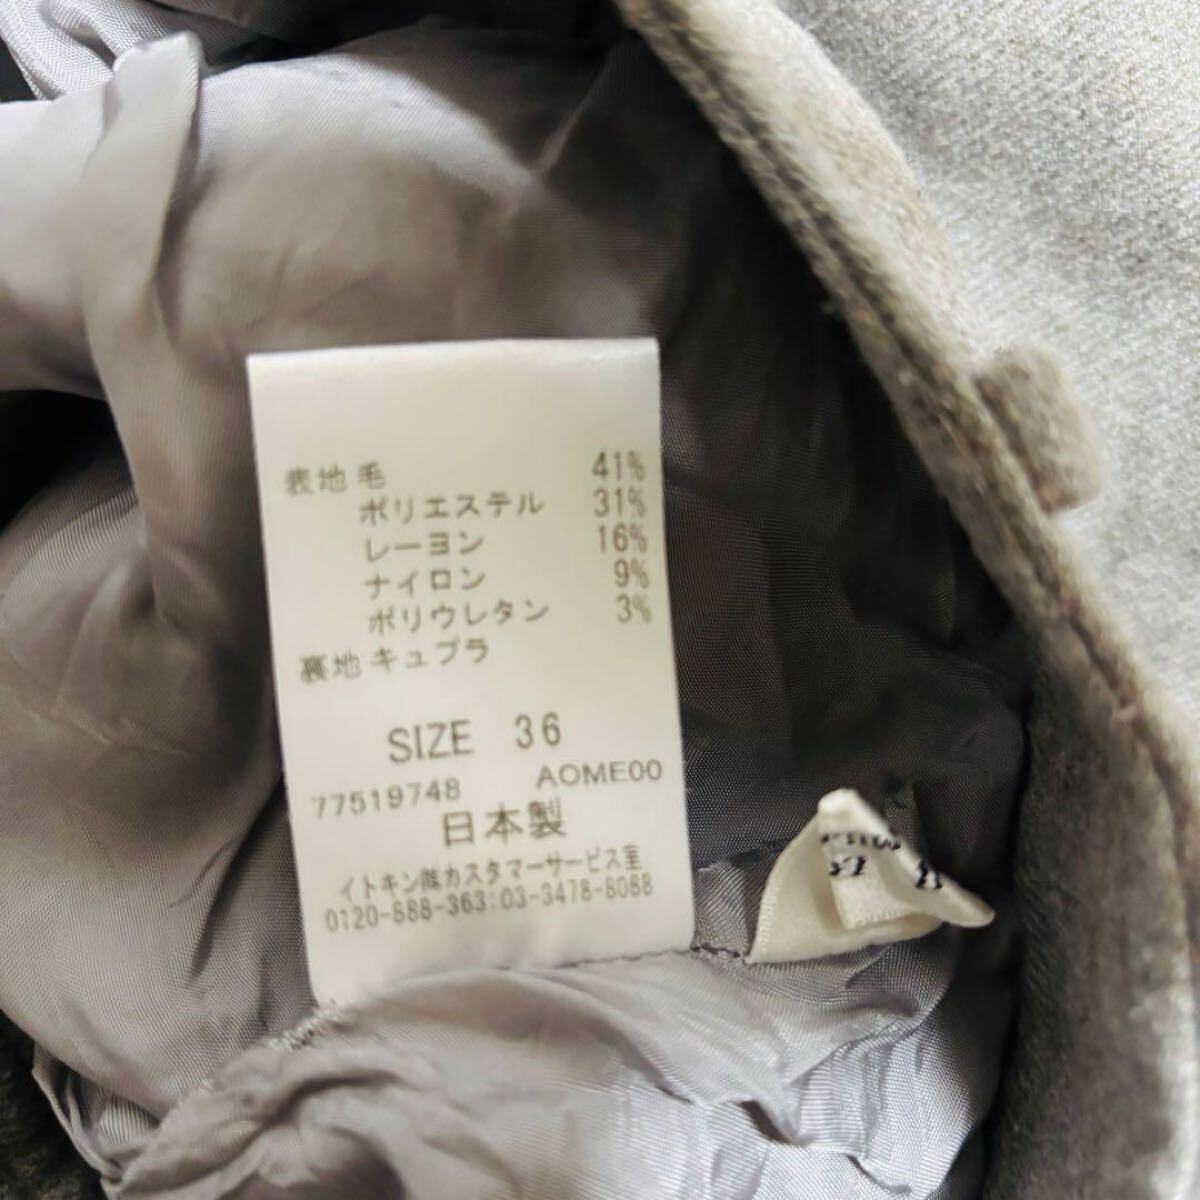 表地 毛 41%
ポリエステル 31%
レーヨン 16%
ナイロン 9%
ポリウレタン 3%
裏地 キュプラ
SIZE 36
77519748 AOME00
日本製
イトキン㈱カスタマーサービス室
0120-888-363:03-3478-8088